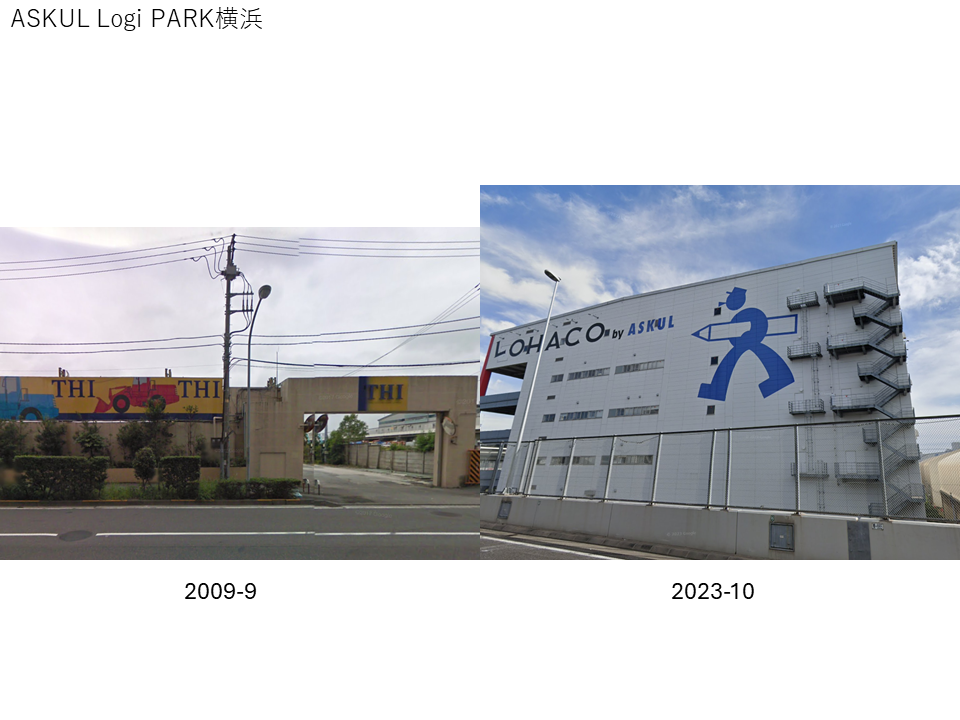 ASKUL Logi PARK横浜
THI
THI
THI
LOHACO by ASKUL
2009-9
2023-10